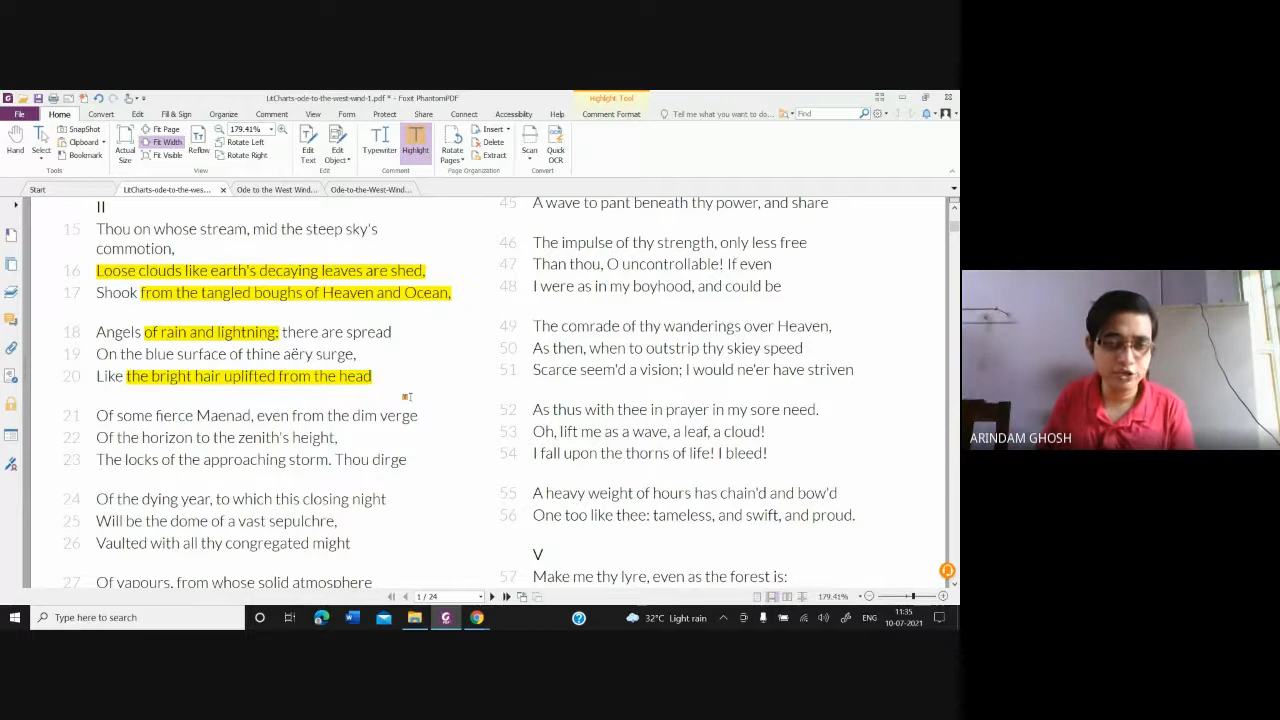 LitCharts-ode-to-the-west-wind-1.pdf * - Foxit PhantomPDF
Highlight Tool
File
Home
Convert
Edit
Fill & Sign
Organize
Comment
View
Form
Protect
Share
Connect
Accessibility
Help
Comment Format
Tell me what you want to do...
Find
Hand
Select
SnapShot
Clipboard
Bookmark
Tools
Actual Size
Fit Page
Fit Width
Fit Visible
Reflow
179.41%
Rotate Left
Rotate Right
View
Edit Text
Edit Object
Edit
Typewriter
Highlight
Comment
Rotate Pages
Insert
Delete
Extract
Page Organization
Scan
Quick OCR
Convert
Start
LitCharts-ode-to-the-wes...
Ode to the West Wind...
Ode-to-the-West-Wind...
II
15 Thou on whose stream, mid the steep sky's
commotion,
16 Loose clouds like earth's decaying leaves are shed,
17 Shook from the tangled boughs of Heaven and Ocean,
18 Angels of rain and lightning: there are spread
19 On the blue surface of thine aëry surge,
20 Like the bright hair uplifted from the head
21 Of some fierce Maenad, even from the dim verge
22 Of the horizon to the zenith's height,
23 The locks of the approaching storm. Thou dirge
24 Of the dying year, to which this closing night
25 Will be the dome of a vast sepulchre,
26 Vaulted with all thy congregated might
27 Of vapours, from whose solid atmosphere
45 A wave to pant beneath thy power, and share
46 The impulse of thy strength, only less free
47 Than thou, O uncontrollable! If even
48 I were as in my boyhood, and could be
49 The comrade of thy wanderings over Heaven,
50 As then, when to outstrip thy skiey speed
51 Scarce seem'd a vision; I would ne'er have striven
52 As thus with thee in prayer in my sore need.
53 Oh, lift me as a wave, a leaf, a cloud!
54 I fall upon the thorns of life! I bleed!
55 A heavy weight of hours has chain'd and bow'd
56 One too like thee: tameless, and swift, and proud.
V
57 Make me thy lyre, even as the forest is:
1 / 24
179.41%
Type here to search
32°C Light rain
ENG
11:35
10-07-2021
ARINDAM GHOSH